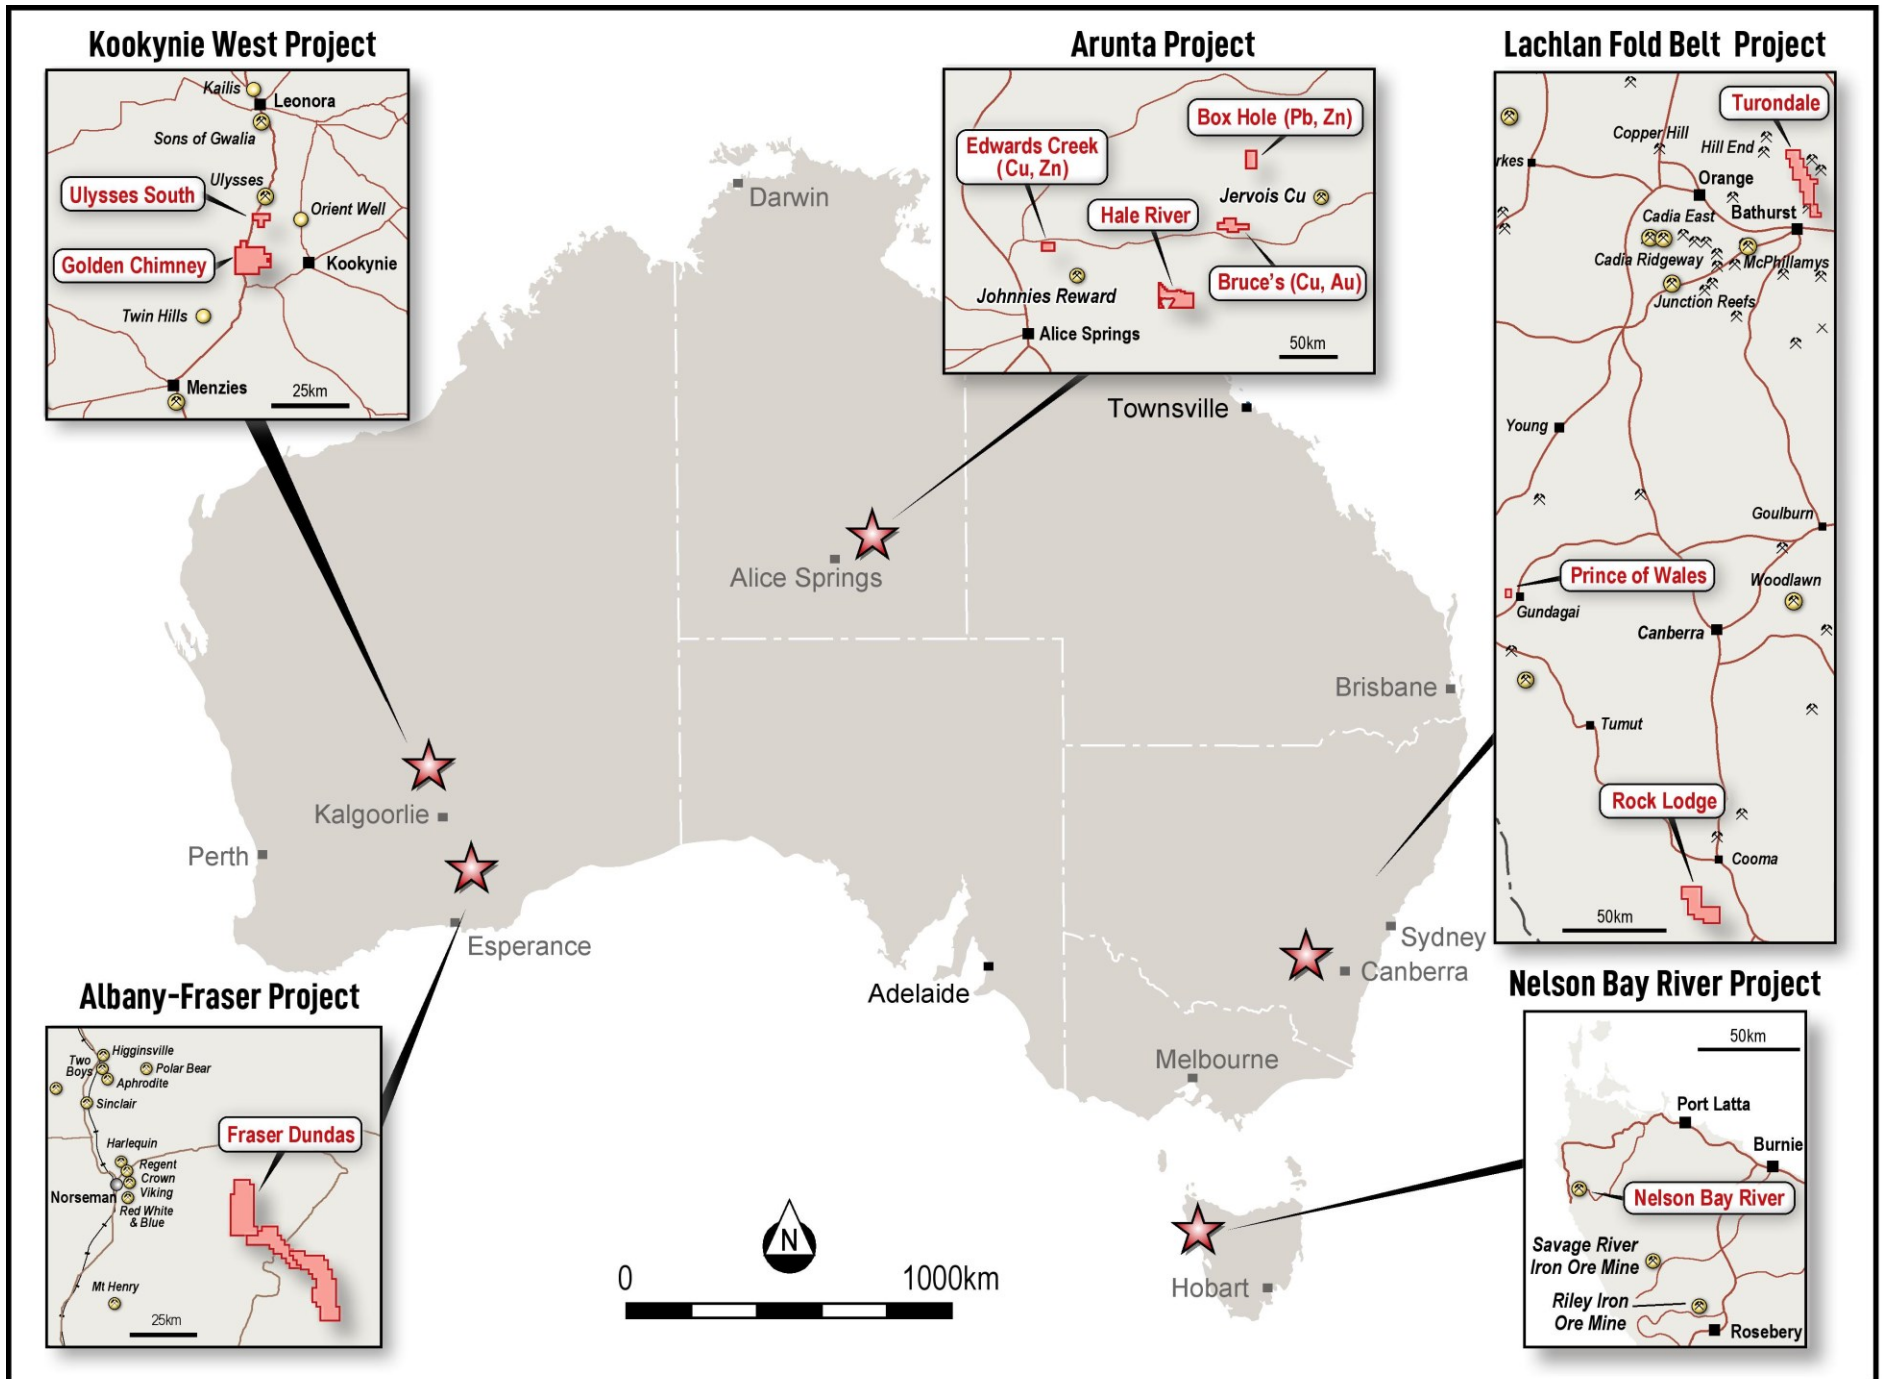 Kookynie West Project
Kailis
Leonora
Sons of Gwalia
Ulysses
Ulysses South
Orient Well
Golden Chimney
Kookynie
Twin Hills
Menzies
25km
Arunta Project
Box Hole (Pb, Zn)
Edwards Creek
(Cu, Zn)
Jervois Cu
Hale River
Bruce's (Cu, Au)
Johnnies Reward
Alice Springs
50km
Lachlan Fold Belt Project
Turondale
Copper Hill
Hill End
rkes
Orange
Cadia East
Bathurst
Cadia Ridgeway
McPhillamys
Junction Reefs
Young
Goulburn
Prince of Wales
Woodlawn
Gundagai
Canberra
Tumut
Rock Lodge
Cooma
50km
Darwin
Townsville
Alice Springs
Brisbane
Kalgoorlie
Perth
Esperance
Sydney
Canberra
Adelaide
Melbourne
Hobart
N
0
1000km
Albany-Fraser Project
Higginsville
Two
Boys
Polar Bear
Aphrodite
Sinclair
Fraser Dundas
Harlequin
Regent
Crown
Norseman
Viking
Red White
& Blue
Mt Henry
25km
Nelson Bay River Project
50km
Port Latta
Burnie
Nelson Bay River
Savage River
Iron Ore Mine
Riley Iron
Ore Mine
Rosebery